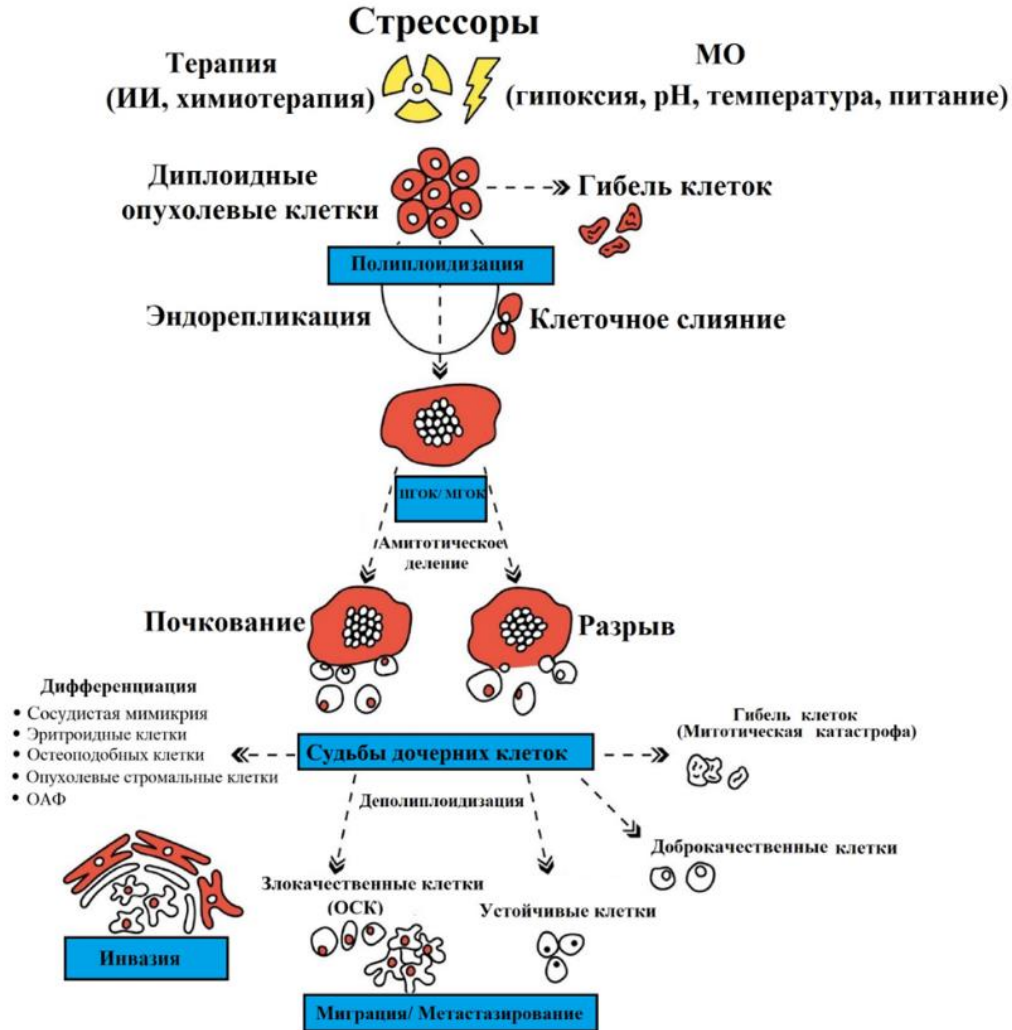 Стрессоры
Терапия
(ИИ, химиотерапия)
МО
(гипоксия, pH, температура, питание)
Диплоидные
опухолевые клетки
Гибель клеток
Полиплоидизация
Эндорепликация
Клеточное слияние
ПГОК/ МГОК
Амитотическое
деление
Почкование
Разрыв
Дифференциация
• Сосудистая мимикрия
• Эритроидные клетки
• Остеоподобных клетки
• Опухолевые стромальные клетки
• ОАФ
Судьбы дочерних клеток
Гибель клеток
(Митотическая катастрофа)
Деполиплоидизация
Доброкачественные клетки
Злокачественные клетки
(ОСК)
Устойчивые клетки
Инвазия
Миграция/ Метастазирование